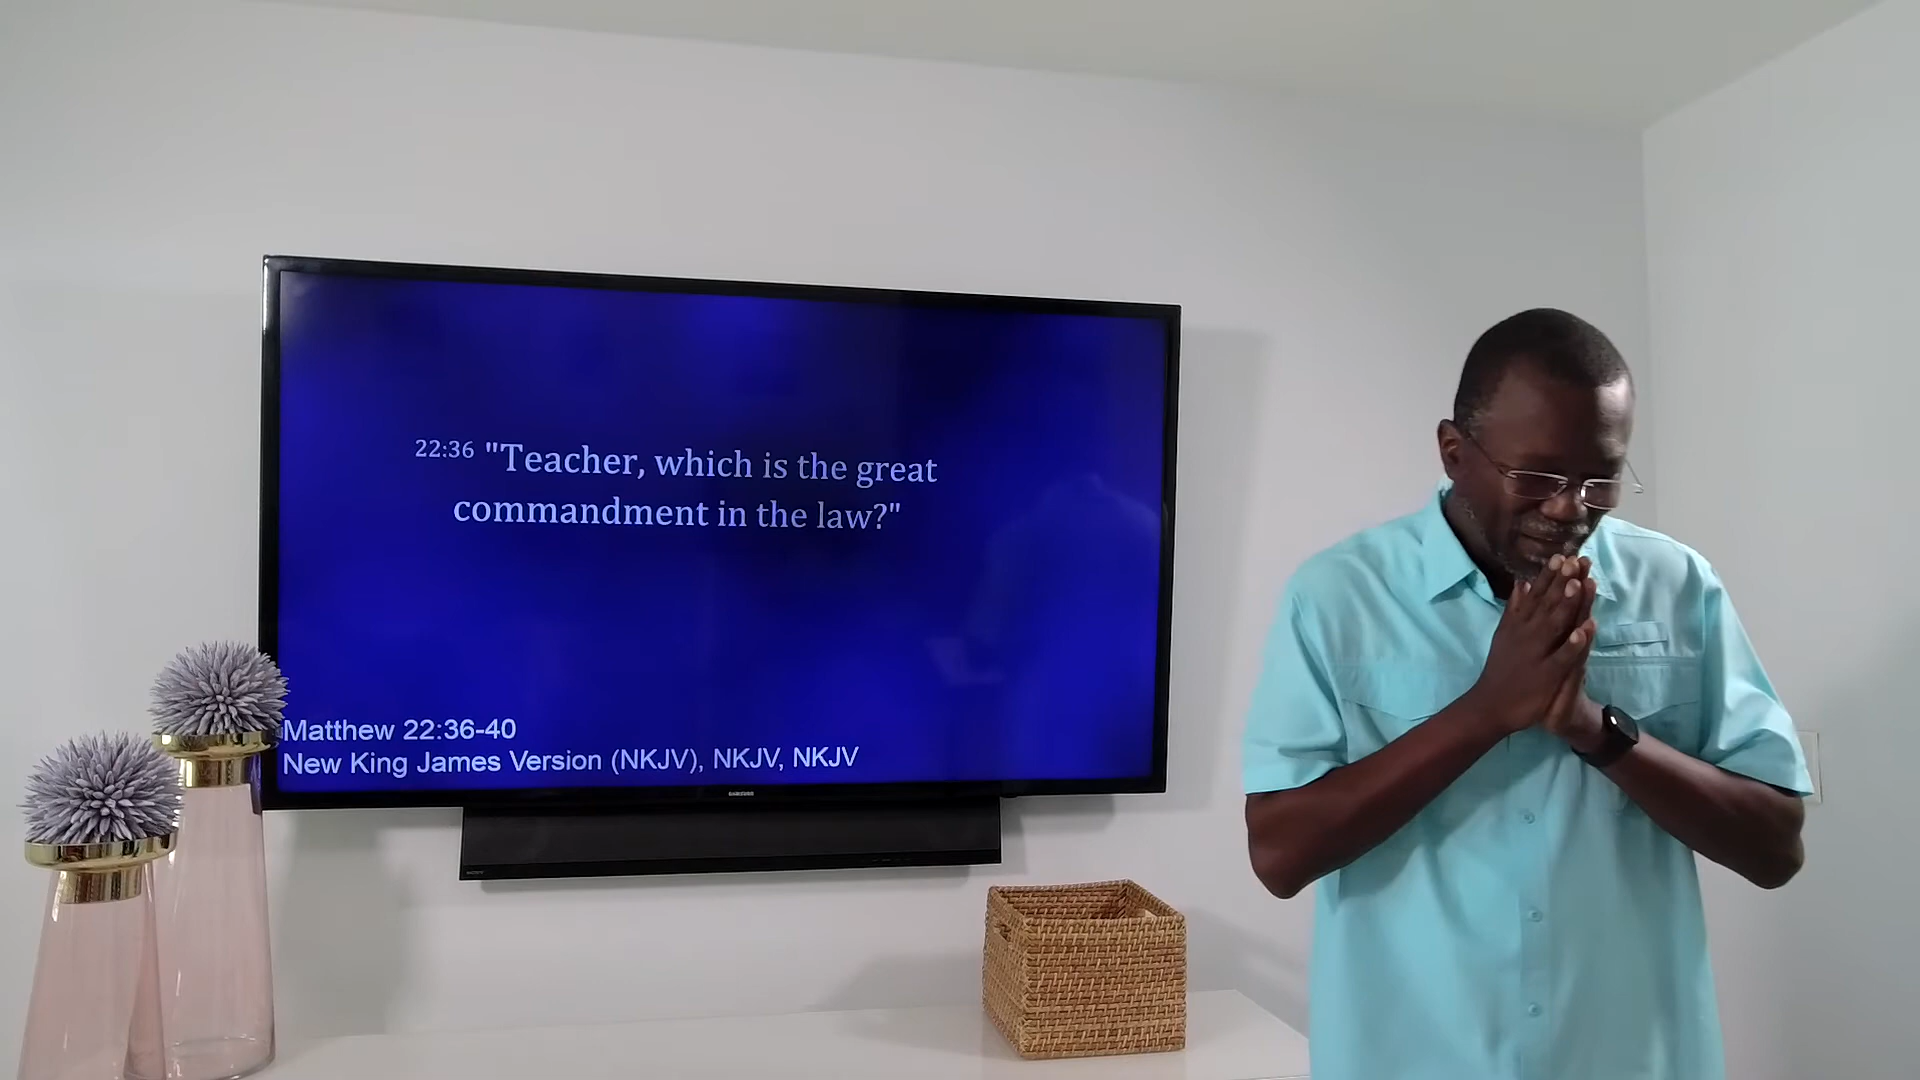 22:36 "Teacher, which is the great
commandment in the law?"
Matthew 22:36-40
New King James Version (NKJV), NKJV, NKJV
SAMSUNG